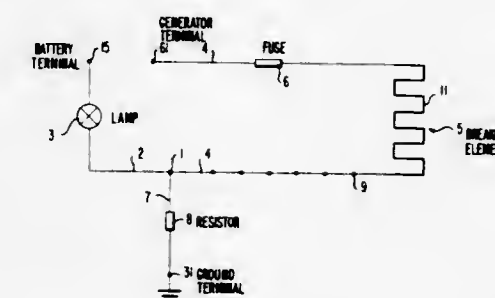 GENERATOR
TERMINAL
BATTERY
TERMINAL
15
61
4
FUSE
6
11
3
LAMP
5
2
1
4
9
7
8 RESISTOR
31 GROUND
TERMINAL